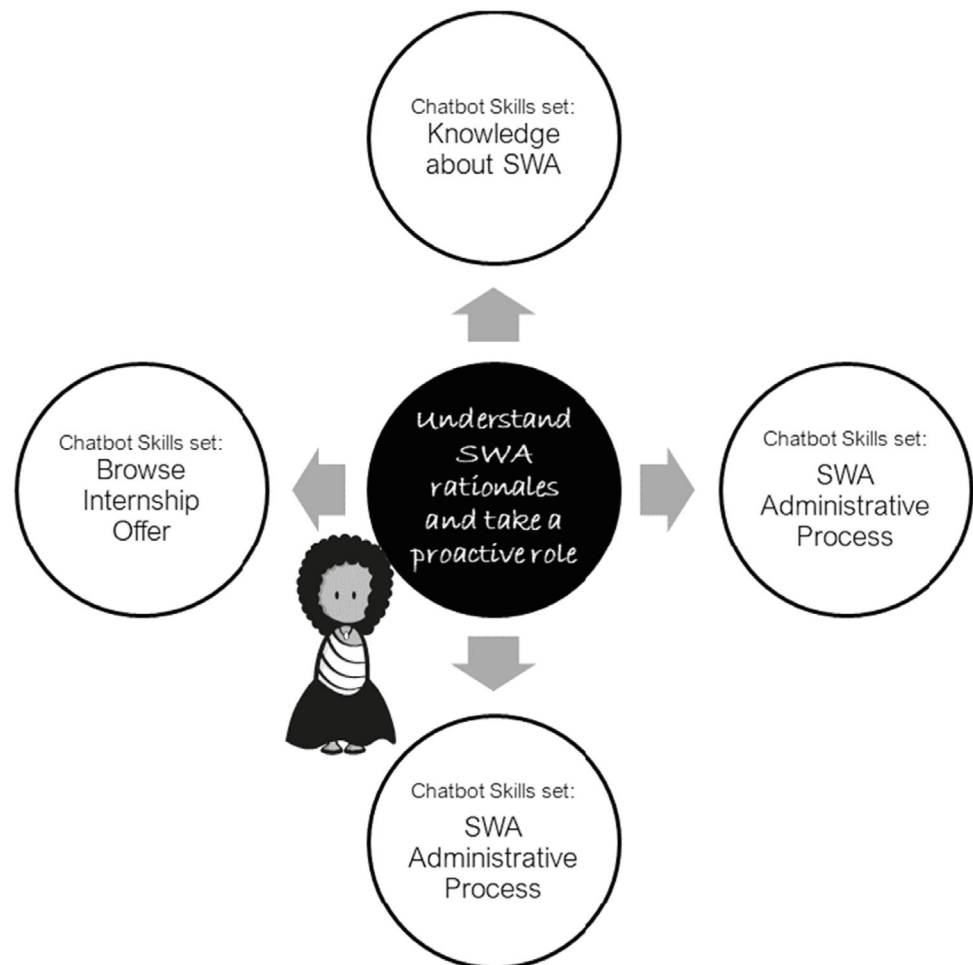 Chatbot Skills set:
Knowledge
about SWA
Chatbot Skills set:
Browse
Internship
Offer
Understand
SWA
rationales
and take a
proactive role
Chatbot Skills set:
SWA
Administrative
Process
Chatbot Skills set:
SWA
Administrative
Process